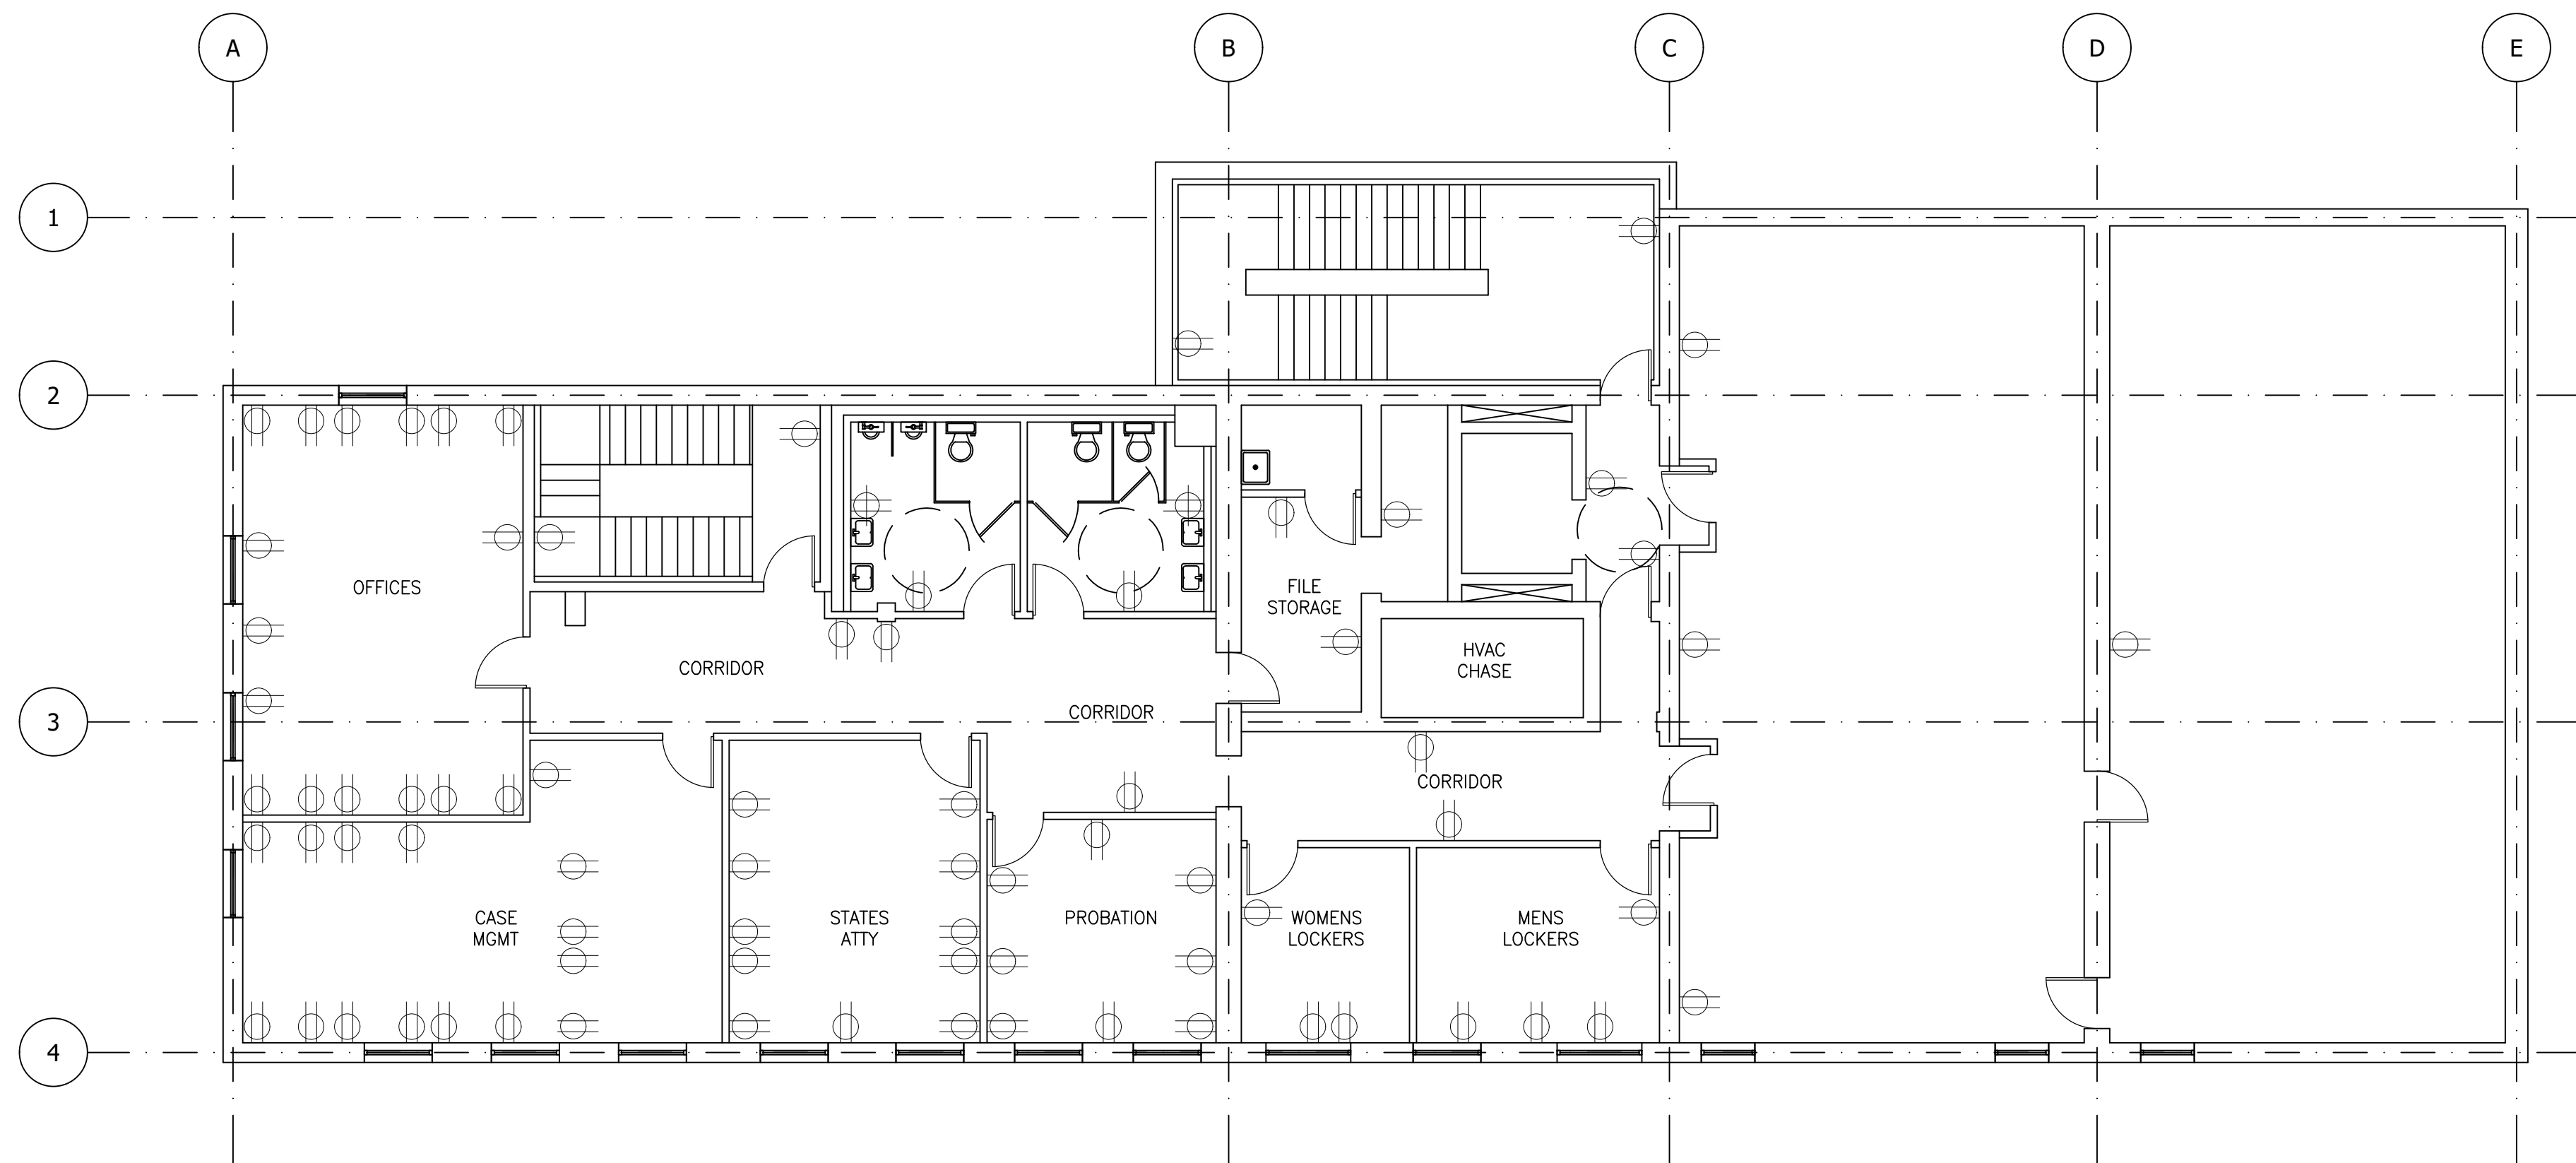 A
B
C
D
E
1
2
3
4
OFFICES
FILE
STORAGE
CORRIDOR
HVAC
CHASE
CORRIDOR
CORRIDOR
CASE
MGMT
STATES
ATTY
PROBATION
WOMENS
LOCKERS
MENS
LOCKERS